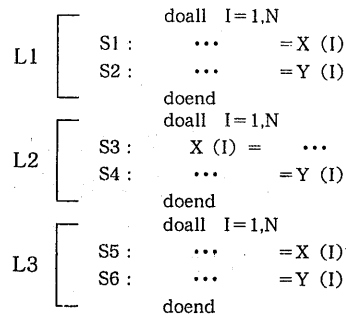 doall I=1,N
S1 : ••• =X (I)
L1
S2 : ••• =Y (I)
doend
doall I=1,N
S3 : X (I) = •••
L2
S4 : ••• =Y (I)
doend
doall I=1,N
S5 : ••• =X (I)
L3
S6 : ••• =Y (I)
doend